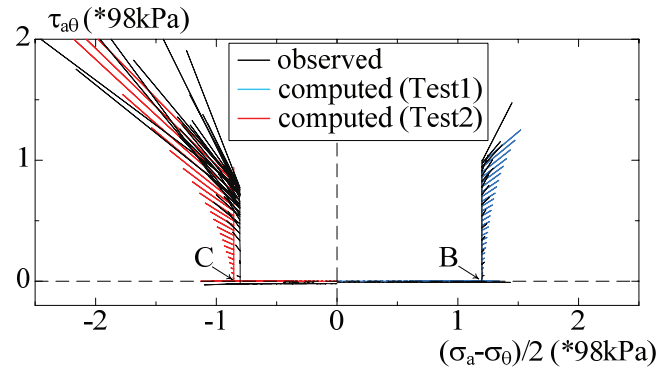 τaθ (*98kPa)
2
observed
computed (Test1)
computed (Test2)
1
C
B
0
-2
-1
0
1
2
(σa-σθ)/2 (*98kPa)